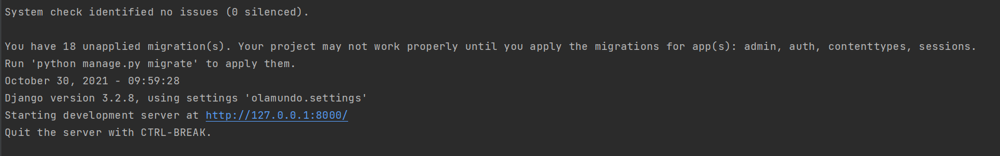 System check identified no issues (0 silenced).
You have 18 unapplied migration(s). Your project may not work properly until you apply the migrations for app(s): admin, auth, contenttypes, sessions.
Run 'python manage.py migrate' to apply them.
October 30, 2021 - 09:59:28
Django version 3.2.8, using settings 'olamundo.settings'
Starting development server at http://127.0.0.1:8000/
Quit the server with CTRL-BREAK.